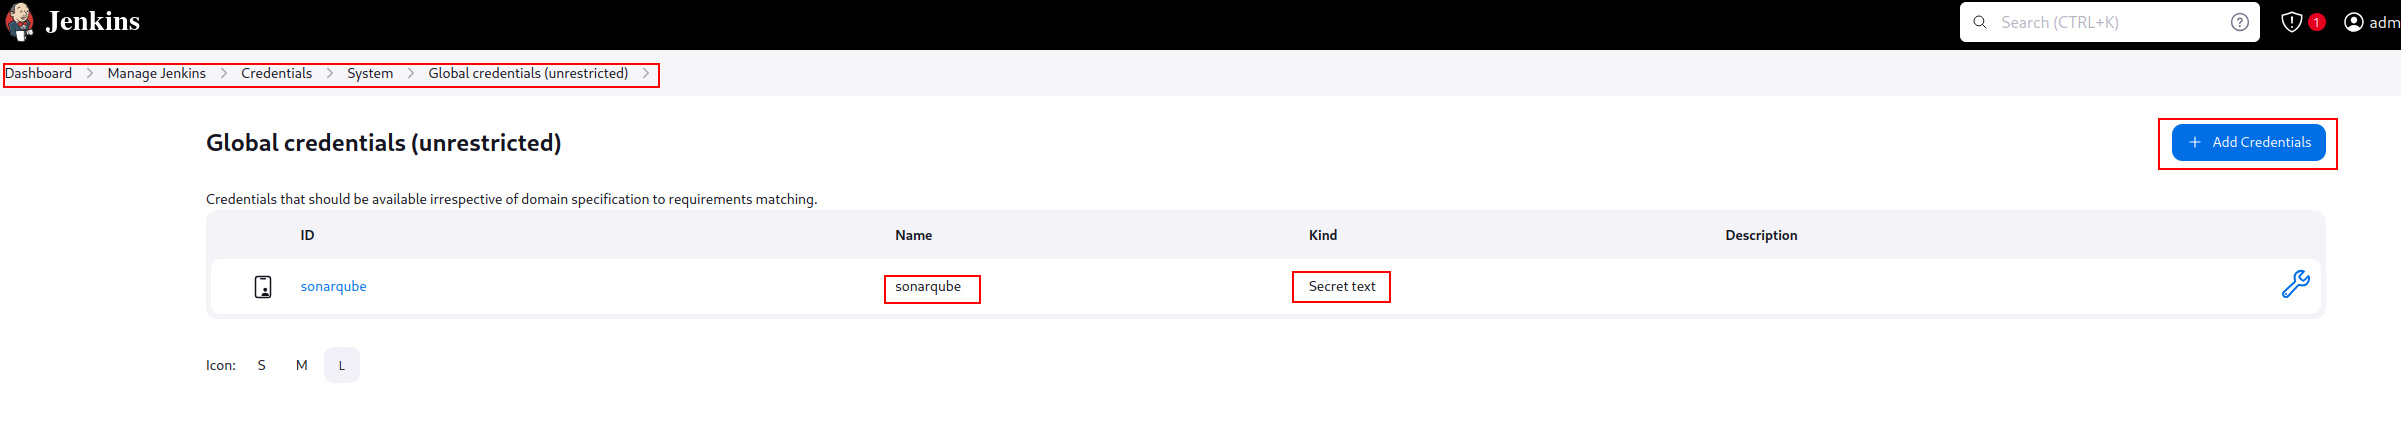 Jenkins
Search (CTRL+K)
1
adm
Dashboard Manage Jenkins Credentials System Global credentials (unrestricted)
Global credentials (unrestricted)
+ Add Credentials
Credentials that should be available irrespective of domain specification to requirements matching.
ID Name Kind Description
sonarqube sonarqube Secret text
Icon: S M L